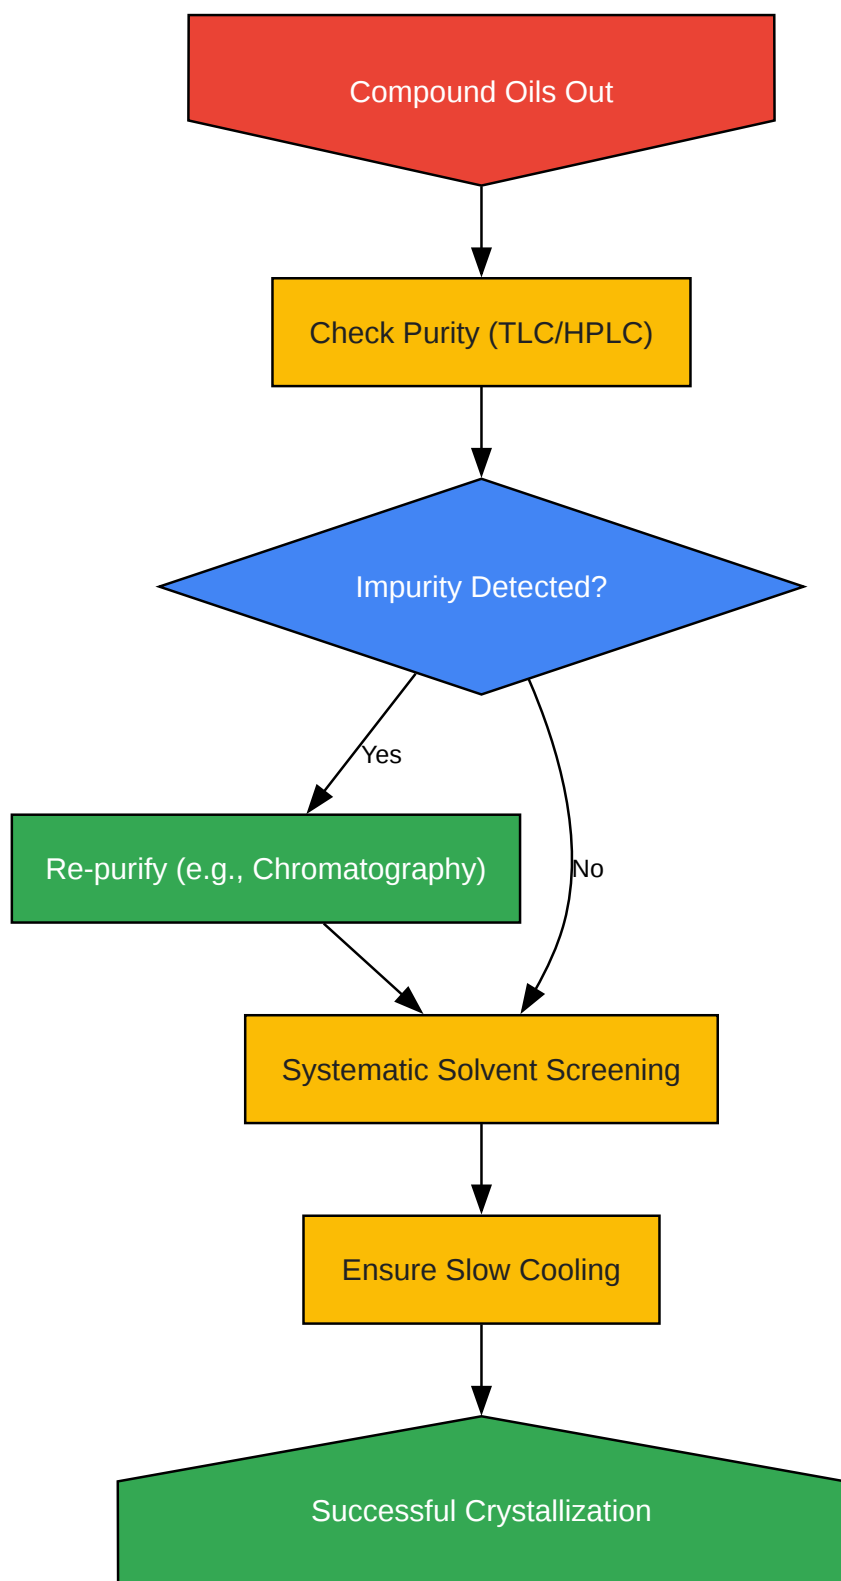 Compound Oils Out
Check Purity (TLC/HPLC)
Impurity Detected?
Yes
Re-purify (e.g., Chromatography)
No
Systematic Solvent Screening
Ensure Slow Cooling
Successful Crystallization